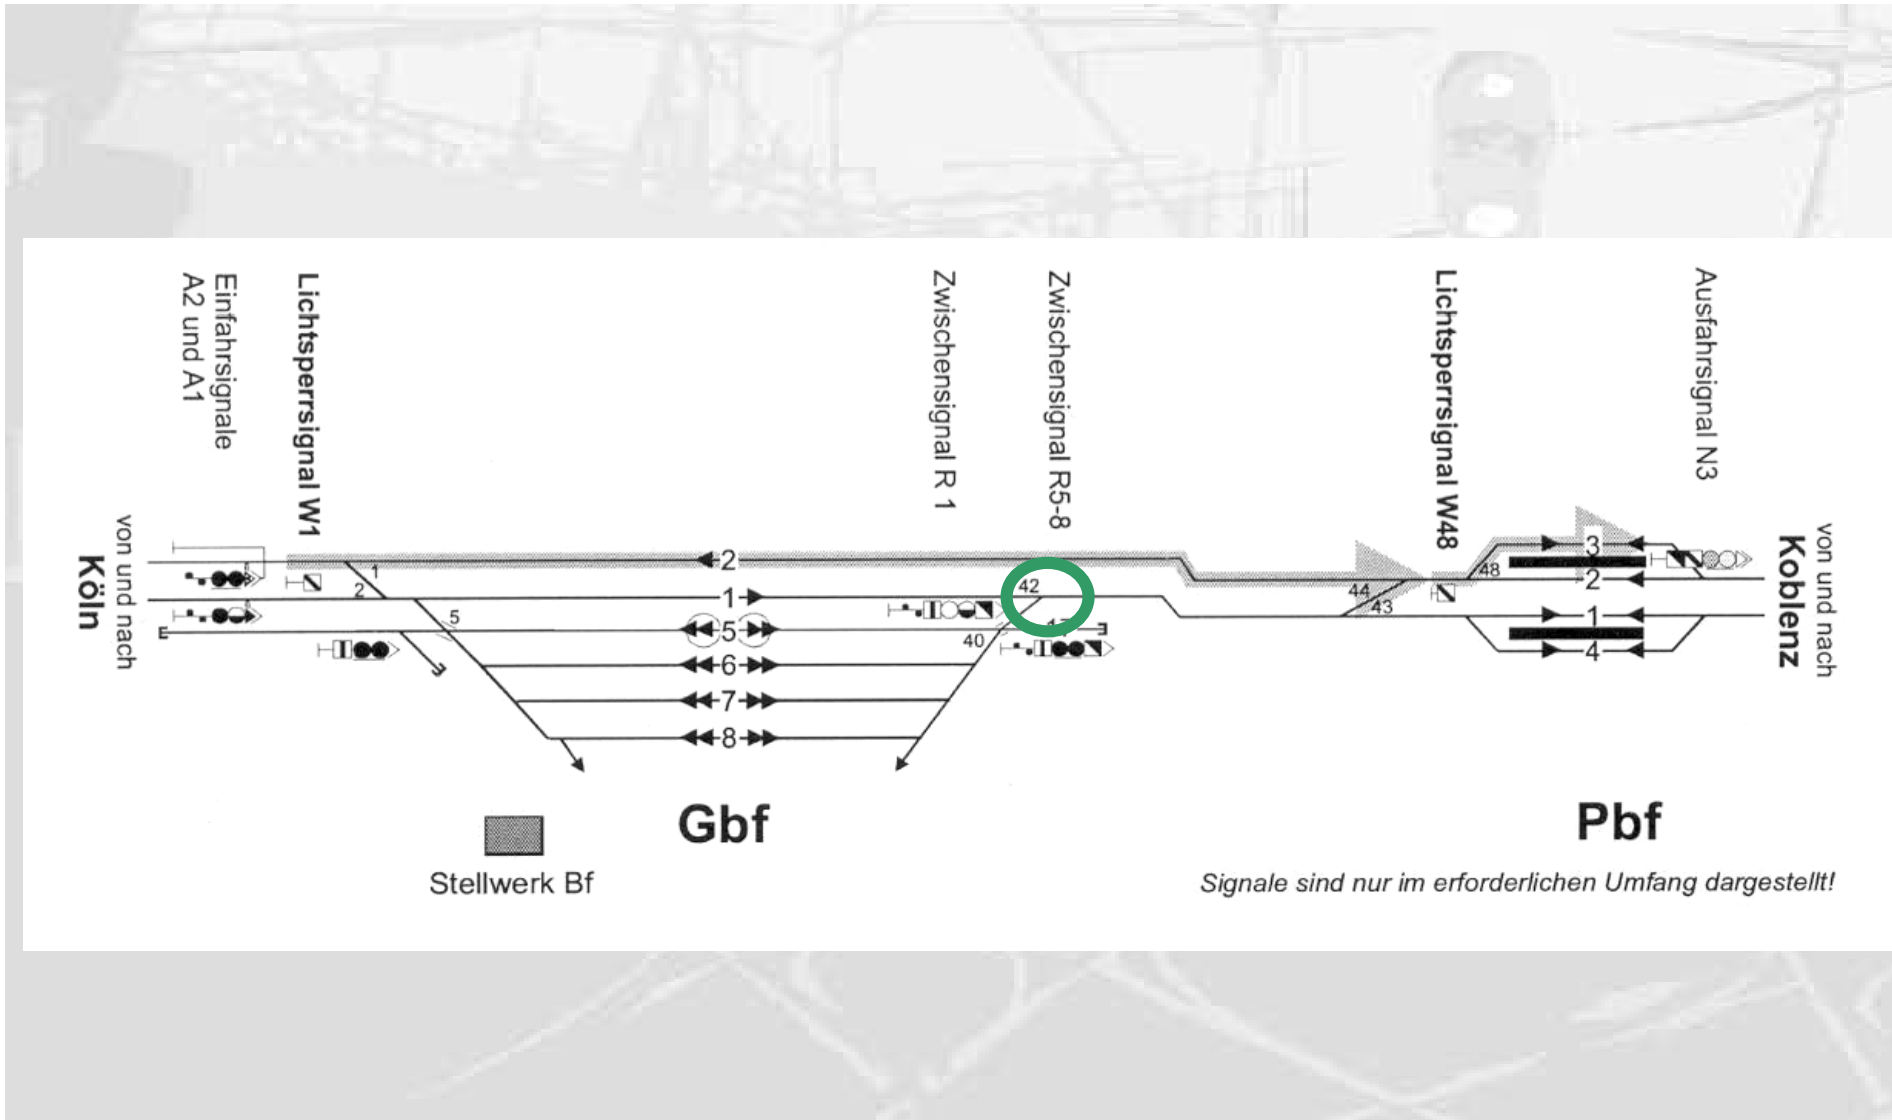 Einfahrsignale
A2 und A1
Lichtsperrsignal W1
Zwischensignal R 1
Zwischensignal R5-8
Lichtsperrsignal W48
Ausfahrsignal N3
von und nach
Köln
von und nach
Koblenz
1
2
5
2
1
5
6
7
8
42
40
44
43
48
3
2
1
4
Gbf
Pbf
Stellwerk Bf
Signale sind nur im erforderlichen Umfang dargestellt!